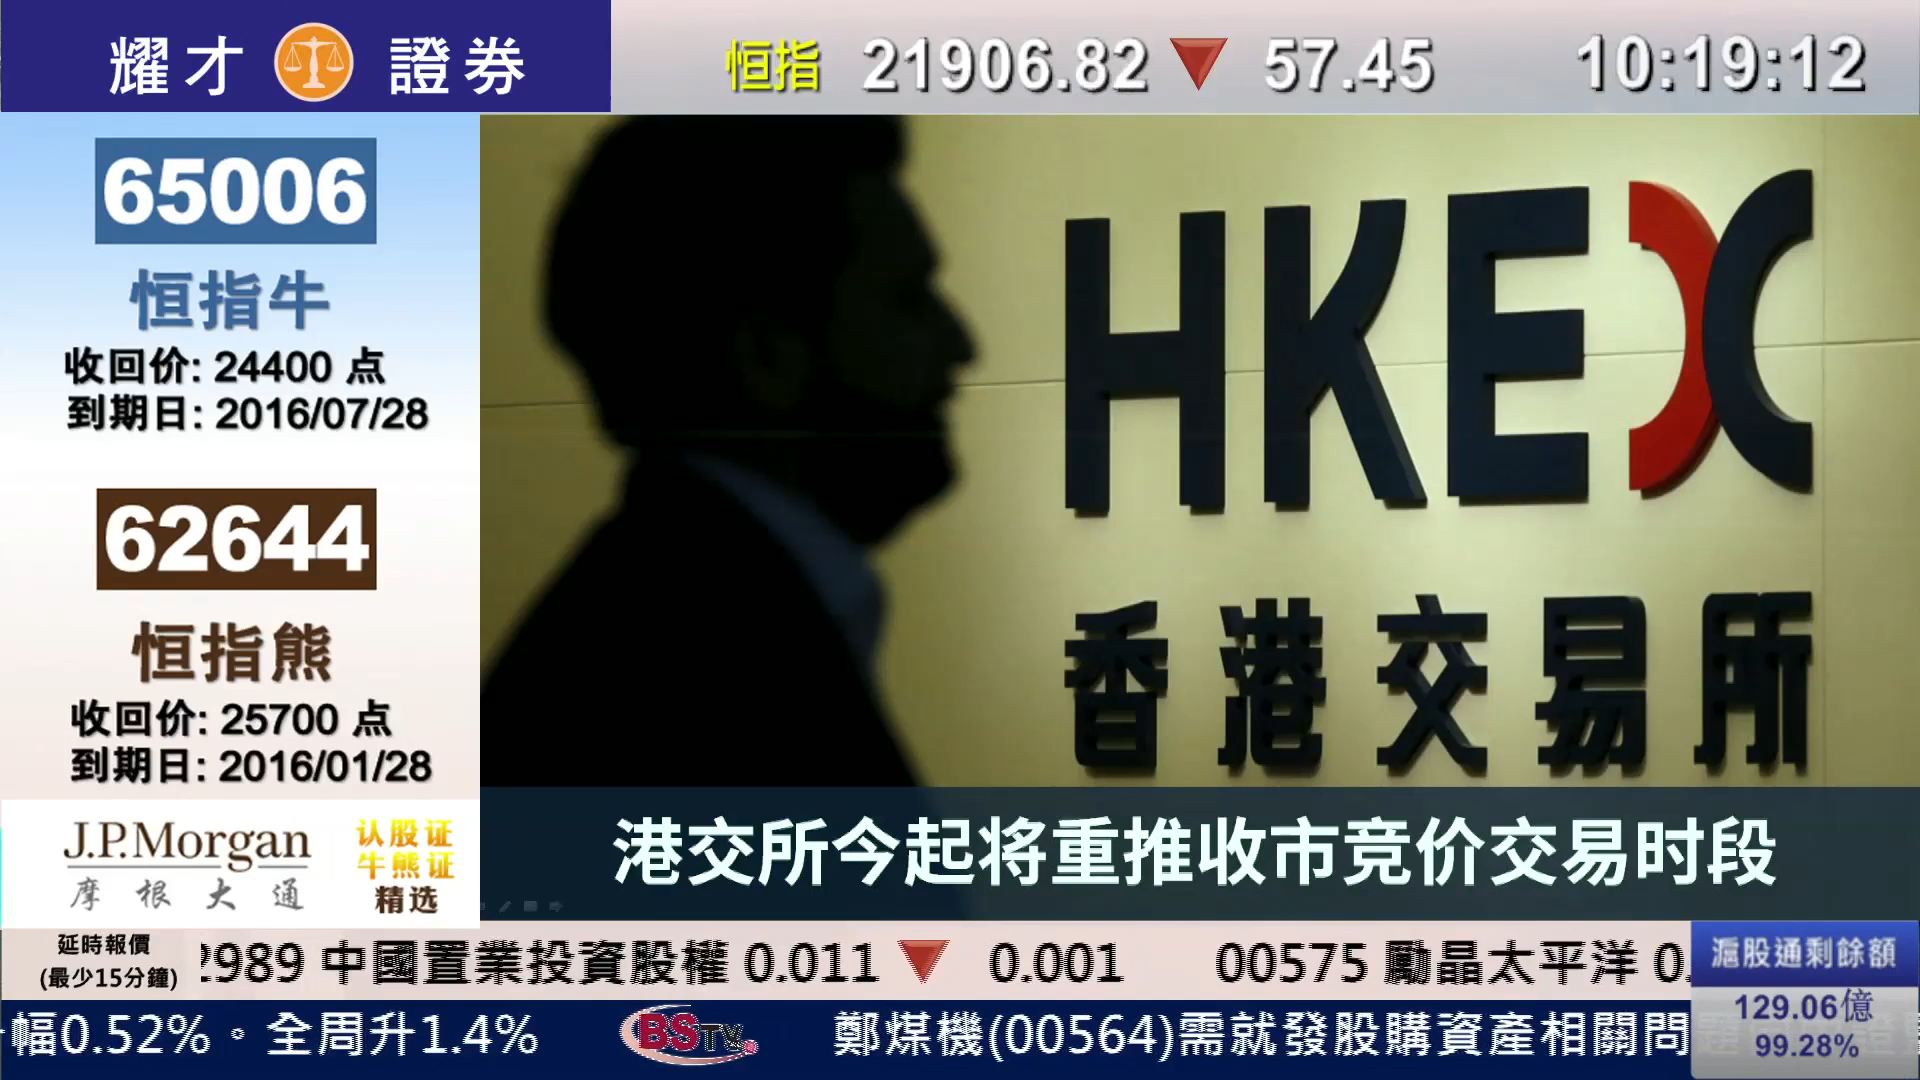 耀才 證券
恒指 21906.82 ▼ 57.45 10:19:12
65006
恒指牛
收回价: 24400 点
到期日: 2016/07/28
62644
恒指熊
收回价: 25700 点
到期日: 2016/01/28
J.P.Morgan
摩根大通
认股证
牛熊证
精选
HKEX
香港交易所
港交所今起将重推收市竞价交易时段
延時報價
(最少15分鐘)
2989 中國置業投資股權 0.011 ▼ 0.001 00575 勵晶太平洋 0.
滬股通剩餘額
129.06億
99.28%
幅0.52%。全周升1.4% BSTV 鄭煤機(00564)需就發股購資產相關問